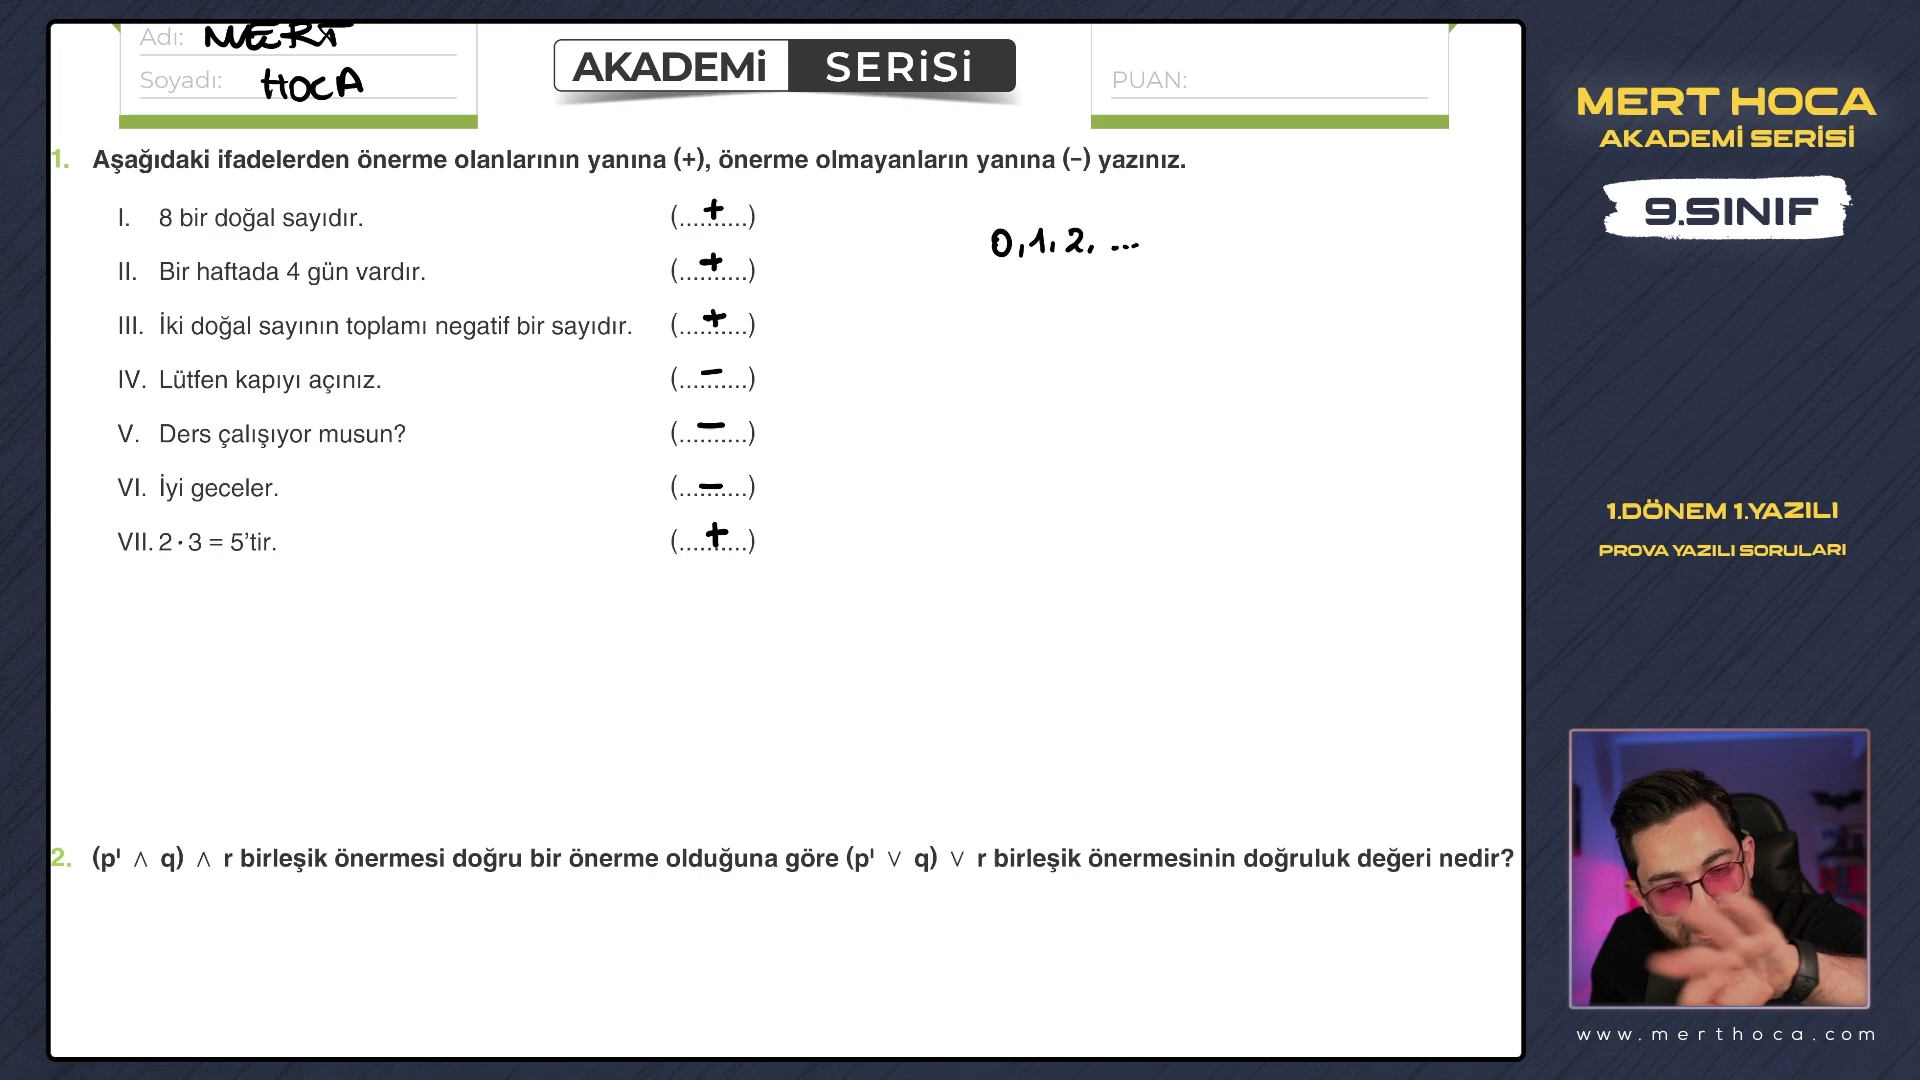 Adı: MERT
Soyadı: HOCA
AKADEMi SERiSi
PUAN:
1. Aşağıdaki ifadelerden önerme olanlarının yanına (+), önerme olmayanların yanına (−) yazınız.
I. 8 bir doğal sayıdır. (....+.....)
II. Bir haftada 4 gün vardır. (....+.....)
III. İki doğal sayının toplamı negatif bir sayıdır. (....+.....)
IV. Lütfen kapıyı açınız. (....−.....)
V. Ders çalışıyor musun? (....−.....)
VI. İyi geceler. (....−.....)
VII. 2 · 3 = 5’tir. (....+.....)
0, 1, 2, ...
2. (pᶥ ∧ q) ∧ r birleşik önermesi doğru bir önerme olduğuna göre (pᶥ ∨ q) ∨ r birleşik önermesinin doğruluk değeri nedir?
MERT HOCA
AKADEMİ SERİSİ
9.SINIF
1.DÖNEM 1.YAZILI
PROVA YAZILI SORULARI
www.merthoca.com